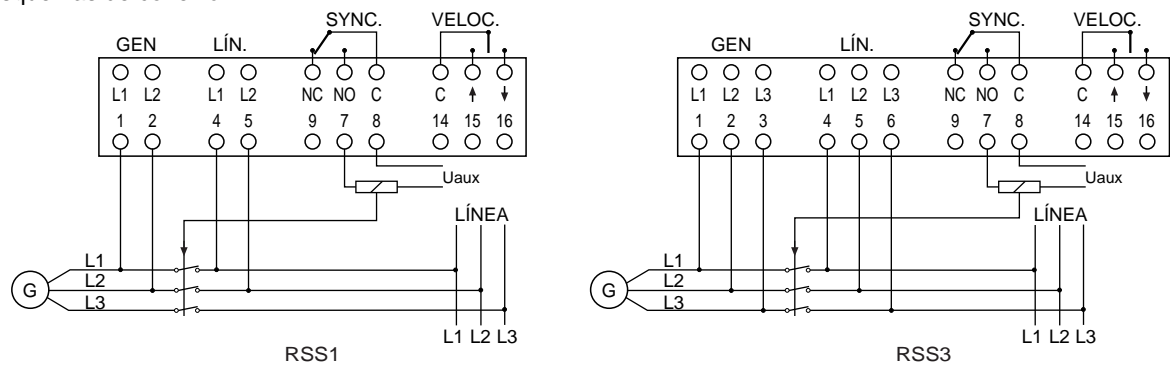 SYNC. VELOC.
GEN LÍN.
L1 L2 L1 L2 NC NO C C
1 2 4 5 9 7 8 14 15 16
Uaux
LÍNEA
L1
G L2
L3
L1 L2 L3
RSS1
SYNC. VELOC.
GEN LÍN.
L1 L2 L3 L1 L2 L3 NC NO C C
1 2 3 4 5 6 9 7 8 14 15 16
Uaux
LÍNEA
L1
G L2
L3
L1 L2 L3
RSS3